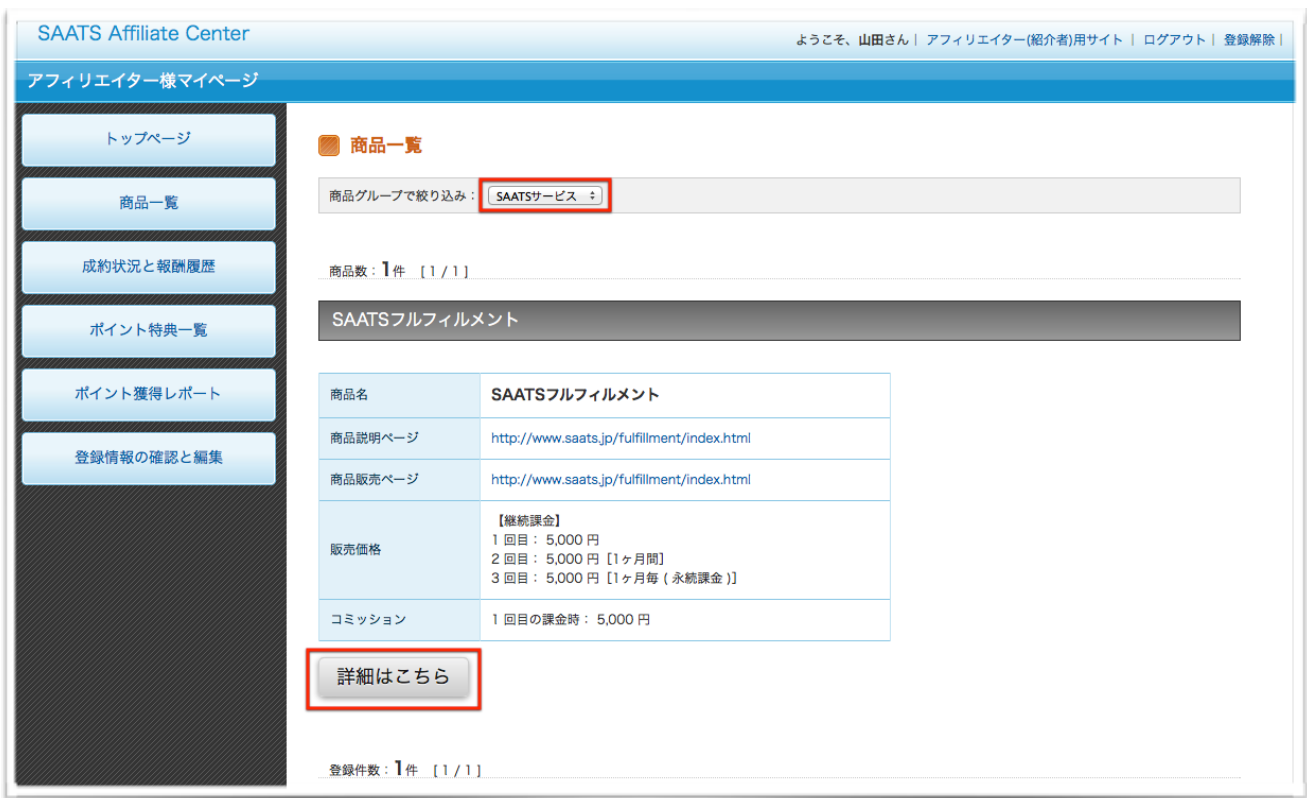 SAATS Affiliate Center
ようこそ、山田さん| アフィリエイター(紹介者)用サイト | ログアウト| 登録解除|
アフィリエイター様マイページ
トップページ
商品一覧
成約状況と報酬履歴
ポイント特典一覧
ポイント獲得レポート
登録情報の確認と編集
商品一覧
商品グループで絞り込み: SAATSサービス
商品数:1件 [1/1]
SAATSフルフィルメント
商品名 SAATSフルフィルメント
商品説明ページ http://www.saats.jp/fulfillment/index.html
商品販売ページ http://www.saats.jp/fulfillment/index.html
販売価格
【継続課金】
1 回目: 5,000 円
2 回目: 5,000 円 [1ヶ月間]
3 回目: 5,000 円 [1ヶ月毎 ( 永続課金 )]
コミッション 1 回目の課金時: 5,000 円
詳細はこちら
登録件数:1件 [1/1]